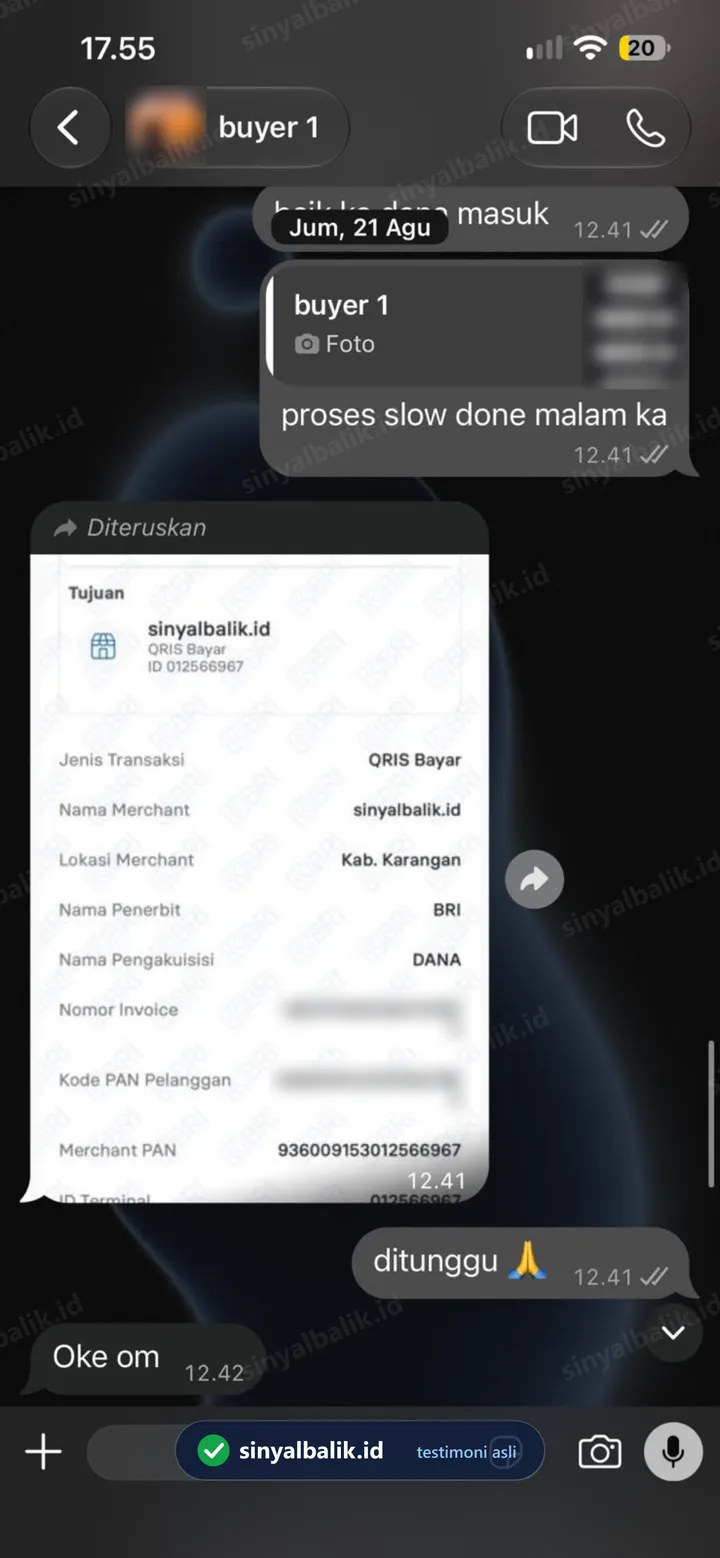 17.55
20
buyer 1
masuk
12.41
Jum, 21 Agu
buyer 1
Foto
proses slow done malam ka
12.41
Diteruskan
Tujuan
sinyalbalik.id
QRIS Bayar
ID 012566967
Jenis Transaksi QRIS Bayar
Nama Merchant sinyalbalik.id
Lokasi Merchant Kab. Karangan
Nama Penerbit BRI
Nama Pengakuisisi DANA
Nomor Invoice
Kode PAN Pelanggan
Merchant PAN 936009153012566967
12.41
ID Terminal 012566967
ditunggu 🙏 12.41
Oke om 12.42
sinyalbalik.id testimoni asli